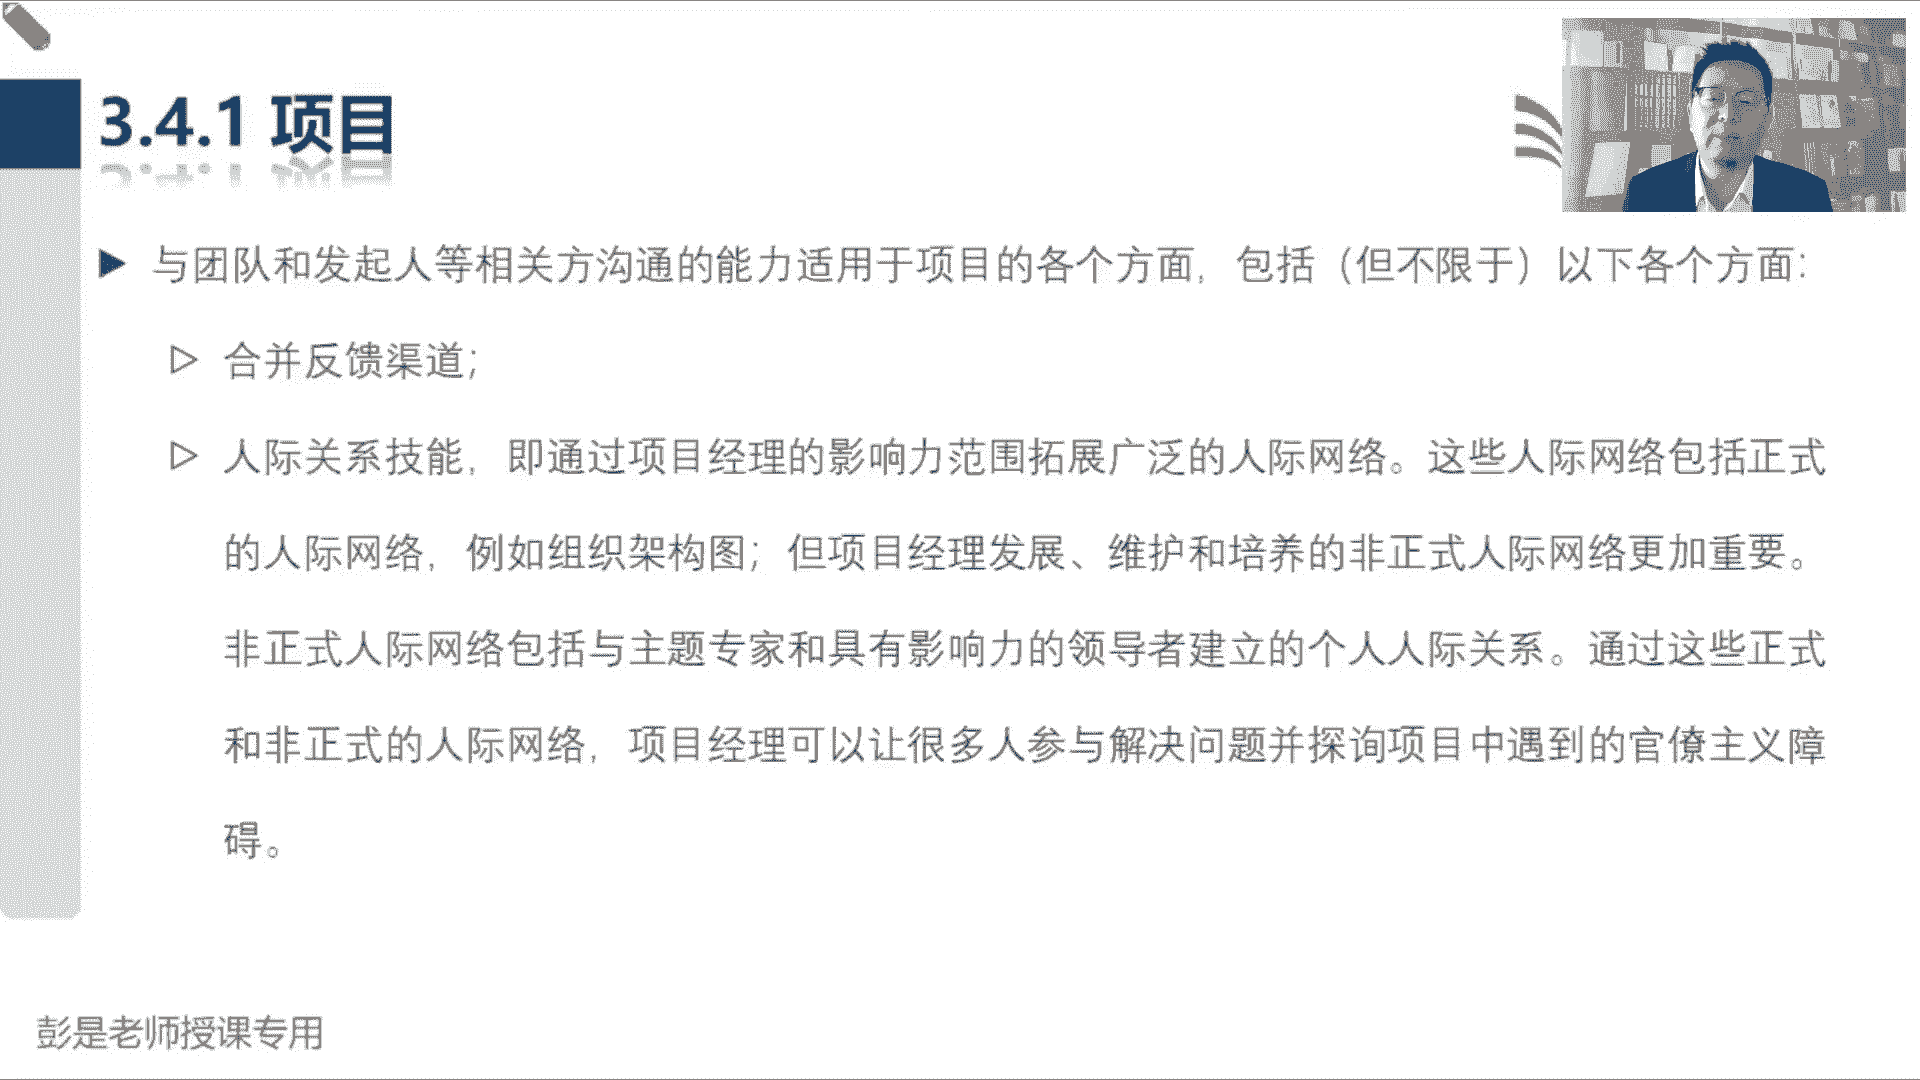 3.4.1 项目
与团队和发起人等相关方沟通的能力适用于项目的各个方面，包括（但不限于）以下各个方面：
合并反馈渠道；
人际关系技能，即通过项目经理的影响力范围拓展广泛的人际网络。这些人际网络包括正式
的人际网络，例如组织架构图；但项目经理发展、维护和培养的非正式人际网络更加重要。
非正式人际网络包括与主题专家和具有影响力的领导者建立的个人人际关系。通过这些正式
和非正式的人际网络，项目经理可以让很多人参与解决问题并探询项目中遇到的官僚主义障
碍。
彭是老师授课专用